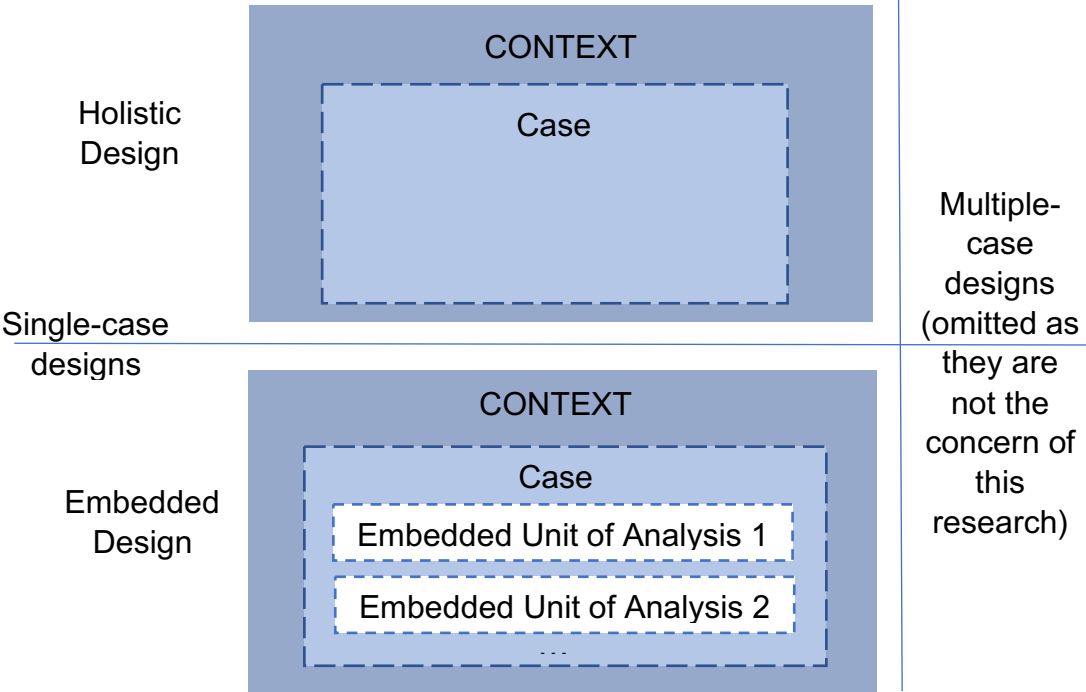 CONTEXT
Holistic
Design
Case
Single-case
designs
CONTEXT
Embedded
Design
Case
Embedded Unit of Analysis 1
Embedded Unit of Analysis 2
…
Multiple-
case
designs
(omitted as
they are
not the
concern of
this
research)